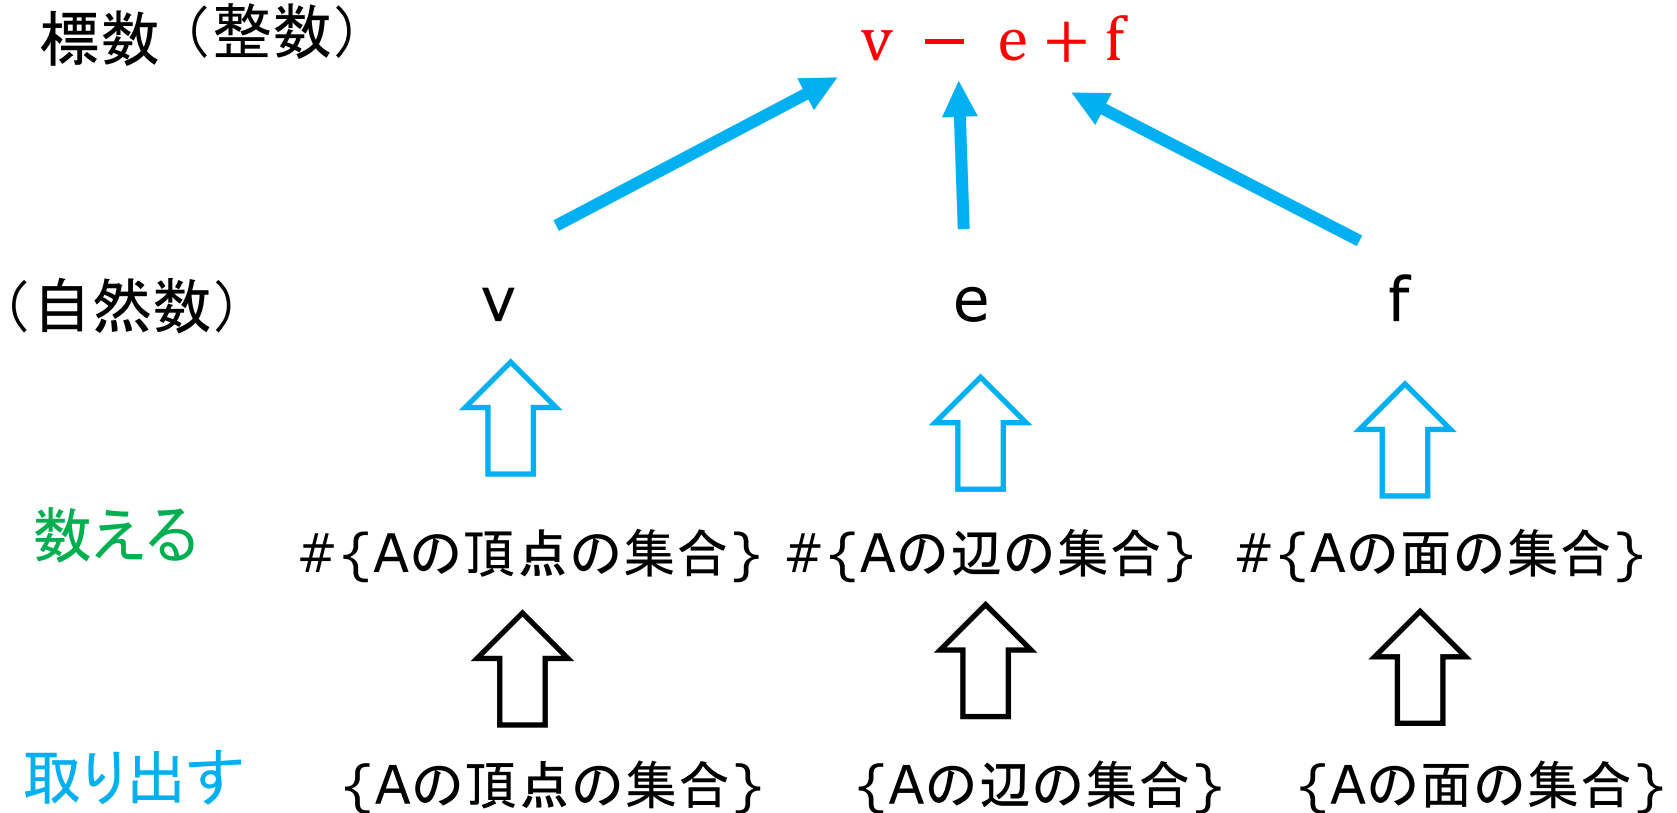 標数（整数） v － e＋f
（自然数） v e f
数える #{Aの頂点の集合} #{Aの辺の集合} #{Aの面の集合}
取り出す {Aの頂点の集合} {Aの辺の集合} {Aの面の集合}